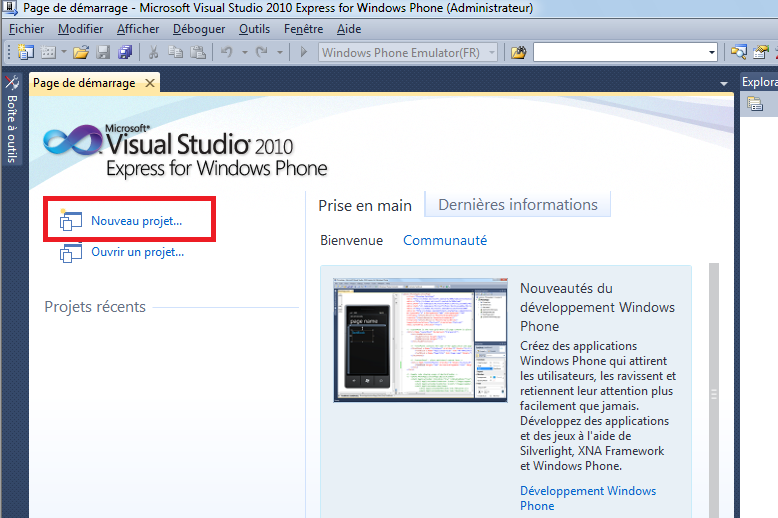 Page de démarrage - Microsoft Visual Studio 2010 Express for Windows Phone (Administrateur)
Fichier Modifier Afficher Déboguer Outils Fenêtre Aide
Windows Phone Emulator(FR)
Page de démarrage
Explora
Boîte à outils
Microsoft®
Visual Studio® 2010
Express for Windows Phone
Nouveau projet...
Ouvrir un projet...
Projets récents
Prise en main Dernières informations
Bienvenue Communauté
page name
Nouveautés du
développement Windows
Phone
Créez des applications
Windows Phone qui attirent
les utilisateurs, les ravissent et
retiennent leur attention plus
facilement que jamais.
Développez des applications
et des jeux à l'aide de
Silverlight, XNA Framework
et Windows Phone.
Développement Windows
Phone